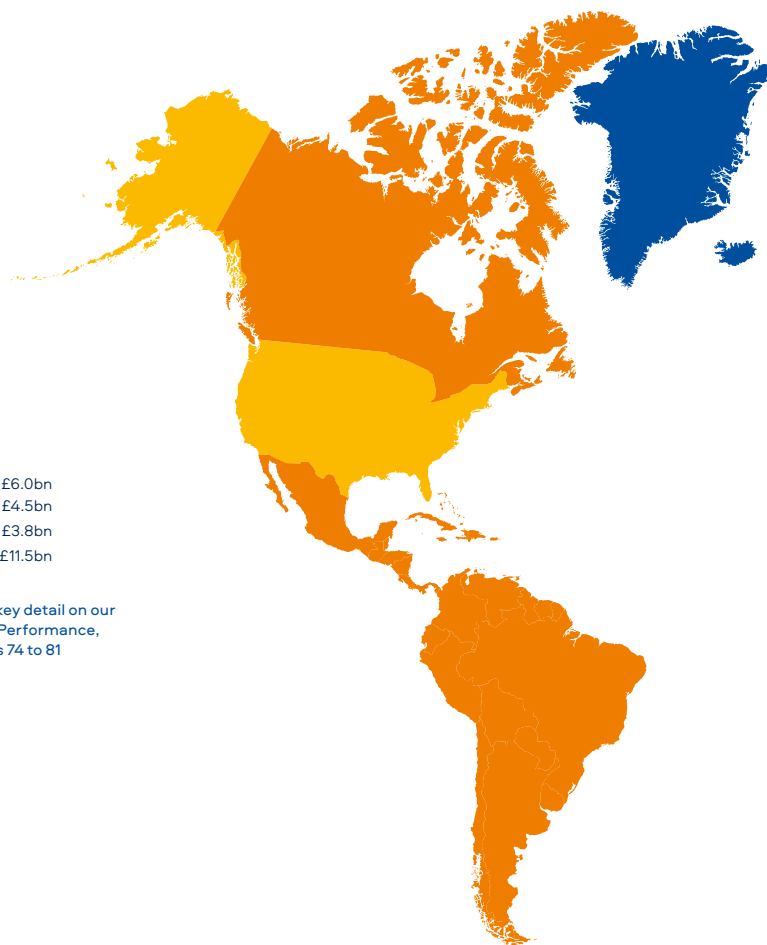 £6.0bn
£4.5bn
£3.8bn
£11.5bn
key detail on our
Performance,
s 74 to 81